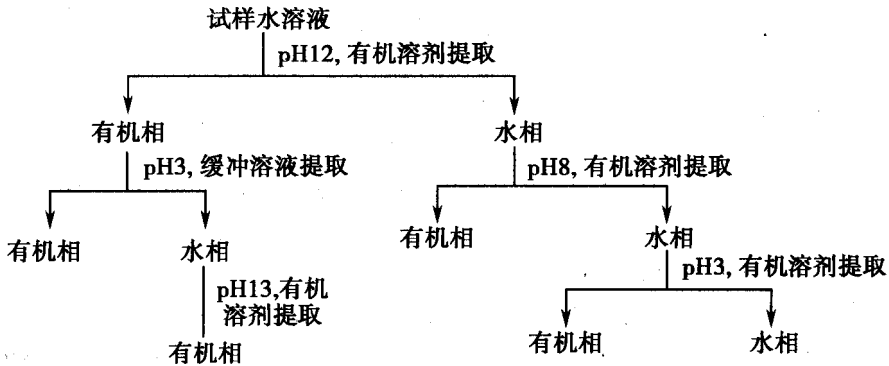 试样水溶液
pH12, 有机溶剂提取
有机相
水相
pH3, 缓冲溶液提取
pH8, 有机溶剂提取
有机相
水相
有机相
水相
pH13,有机
溶剂提取
pH3, 有机溶剂提取
有机相
有机相
水相